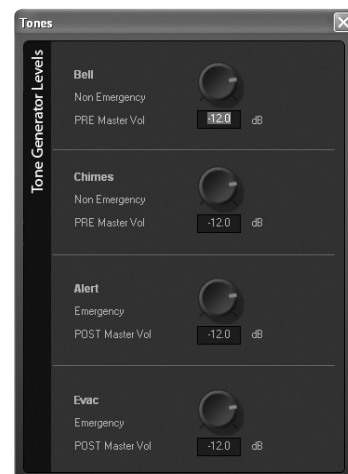 Tones
Tone Generator Levels
Bell
Non Emergency
PRE Master Vol
-12.0 dB
Chimes
Non Emergency
PRE Master Vol
-12.0 dB
Alert
Emergency
POST Master Vol
-12.0 dB
Evac
Emergency
POST Master Vol
-12.0 dB